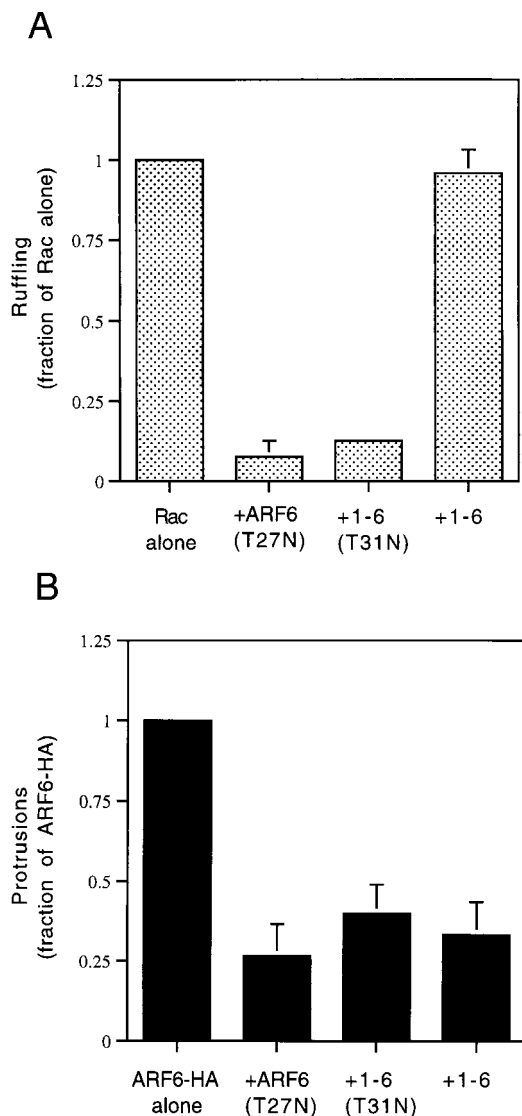 A
Ruffling
(fraction of Rac alone)
1.25
1
0.75
0.5
0.25
0
Rac
alone
+ARF6
(T27N)
+1-6
(T31N)
+1-6
B
Protrusions
(fraction of ARF6-HA)
1.25
1
0.75
0.5
0.25
0
ARF6-HA
alone
+ARF6
(T27N)
+1-6
(T31N)
+1-6